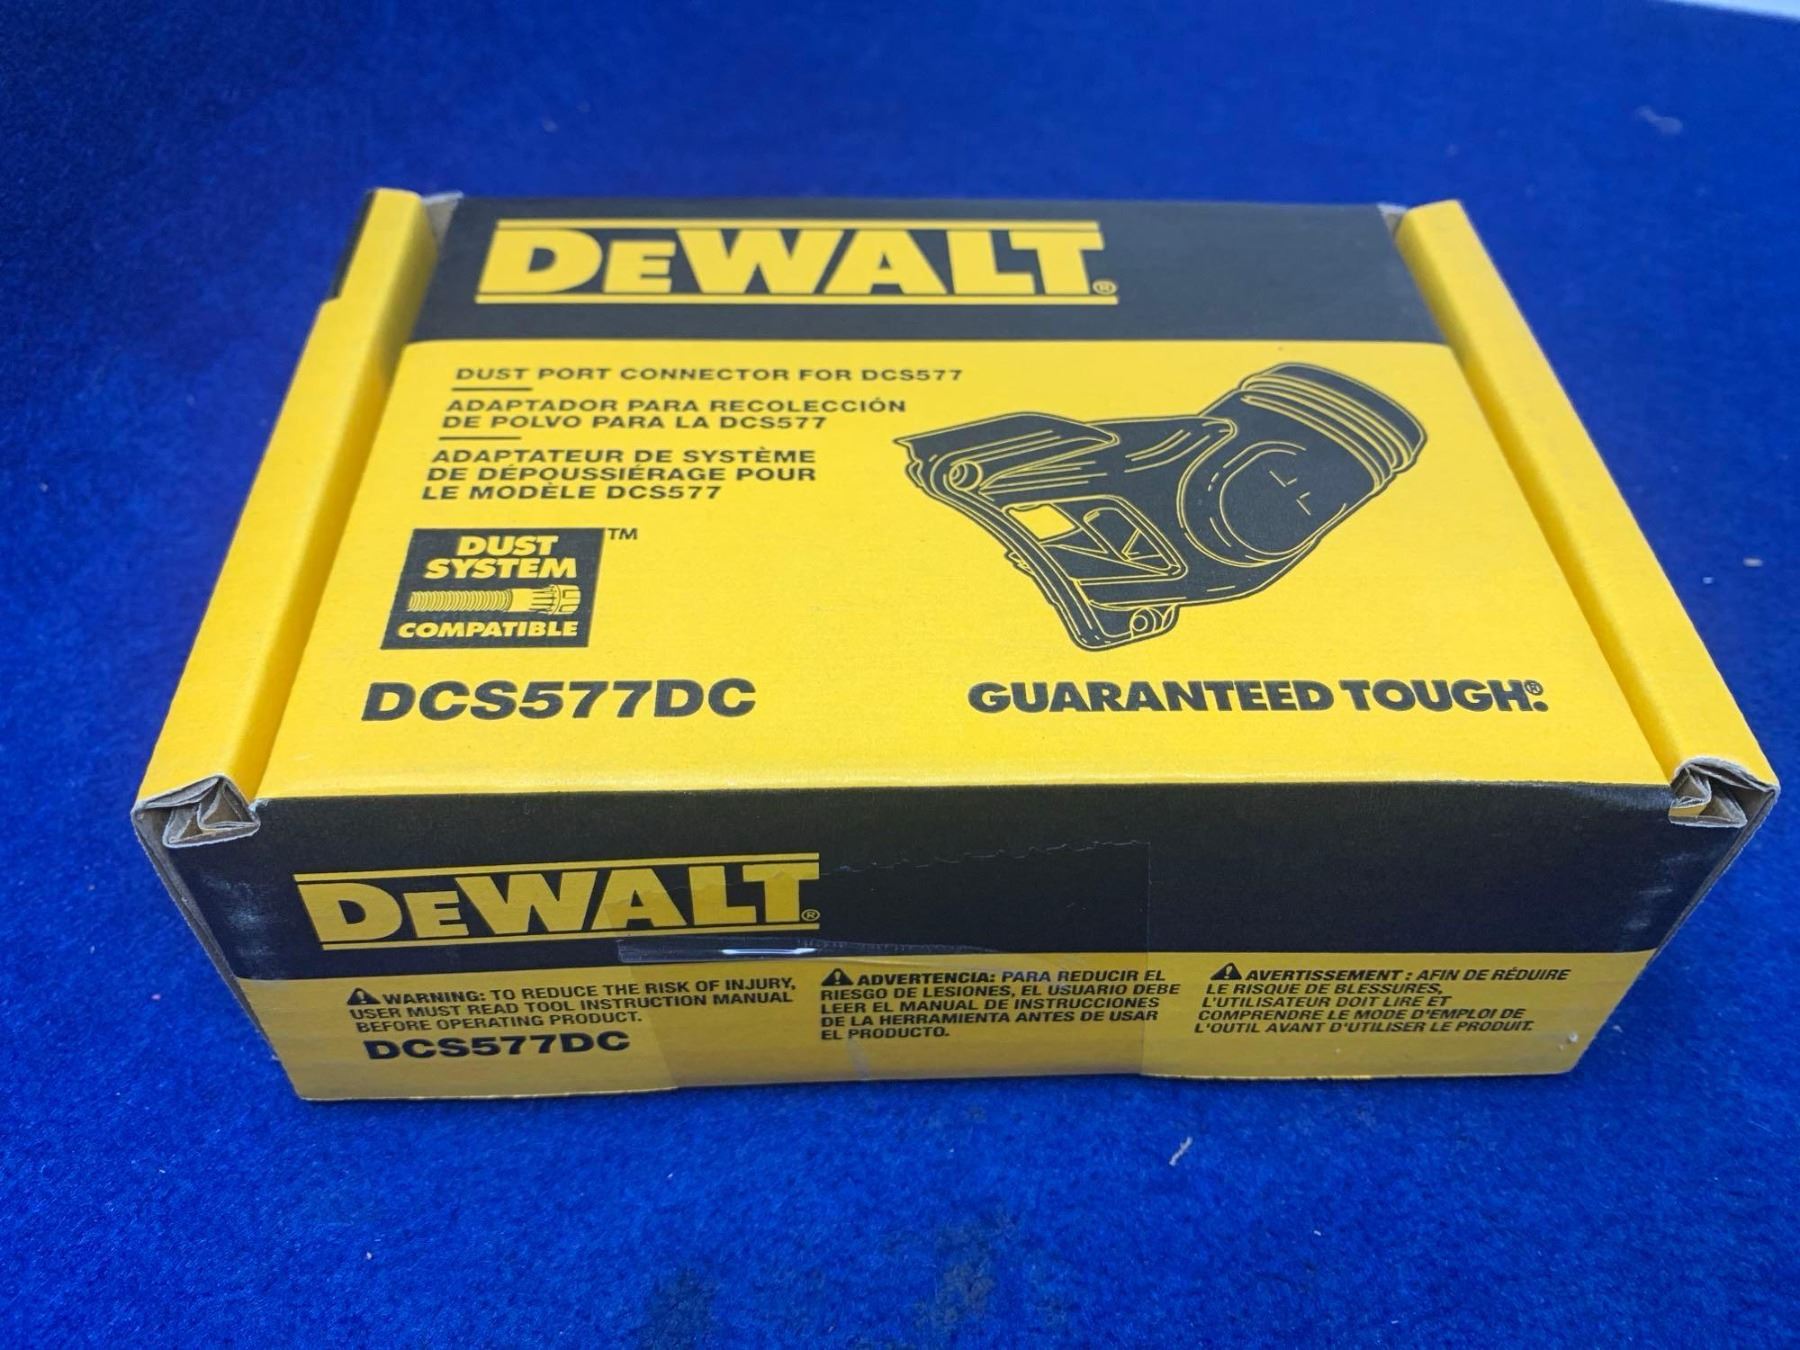 DEWALT®
DUST PORT CONNECTOR FOR DCS577
ADAPTADOR PARA RECOLECCIÓN
DE POLVO PARA LA DCS577
ADAPTATEUR DE SYSTÈME
DE DÉPOUSSIÉRAGE POUR
LE MODÈLE DCS577
DUST
SYSTEM
COMPATIBLE
TM
DCS577DC
GUARANTEED TOUGH®.
DEWALT®
WARNING: TO REDUCE THE RISK OF INJURY,
USER MUST READ TOOL INSTRUCTION MANUAL
BEFORE OPERATING PRODUCT.
DCS577DC
ADVERTENCIA: PARA REDUCIR EL
RIESGO DE LESIONES, EL USUARIO DEBE
LEER EL MANUAL DE INSTRUCCIONES
DE LA HERRAMIENTA ANTES DE USAR
EL PRODUCTO.
AVERTISSEMENT : AFIN DE RÉDUIRE
LE RISQUE DE BLESSURES,
L'UTILISATEUR DOIT LIRE ET
COMPRENDRE LE MODE D'EMPLOI DE
L'OUTIL AVANT D'UTILISER LE PRODUIT.